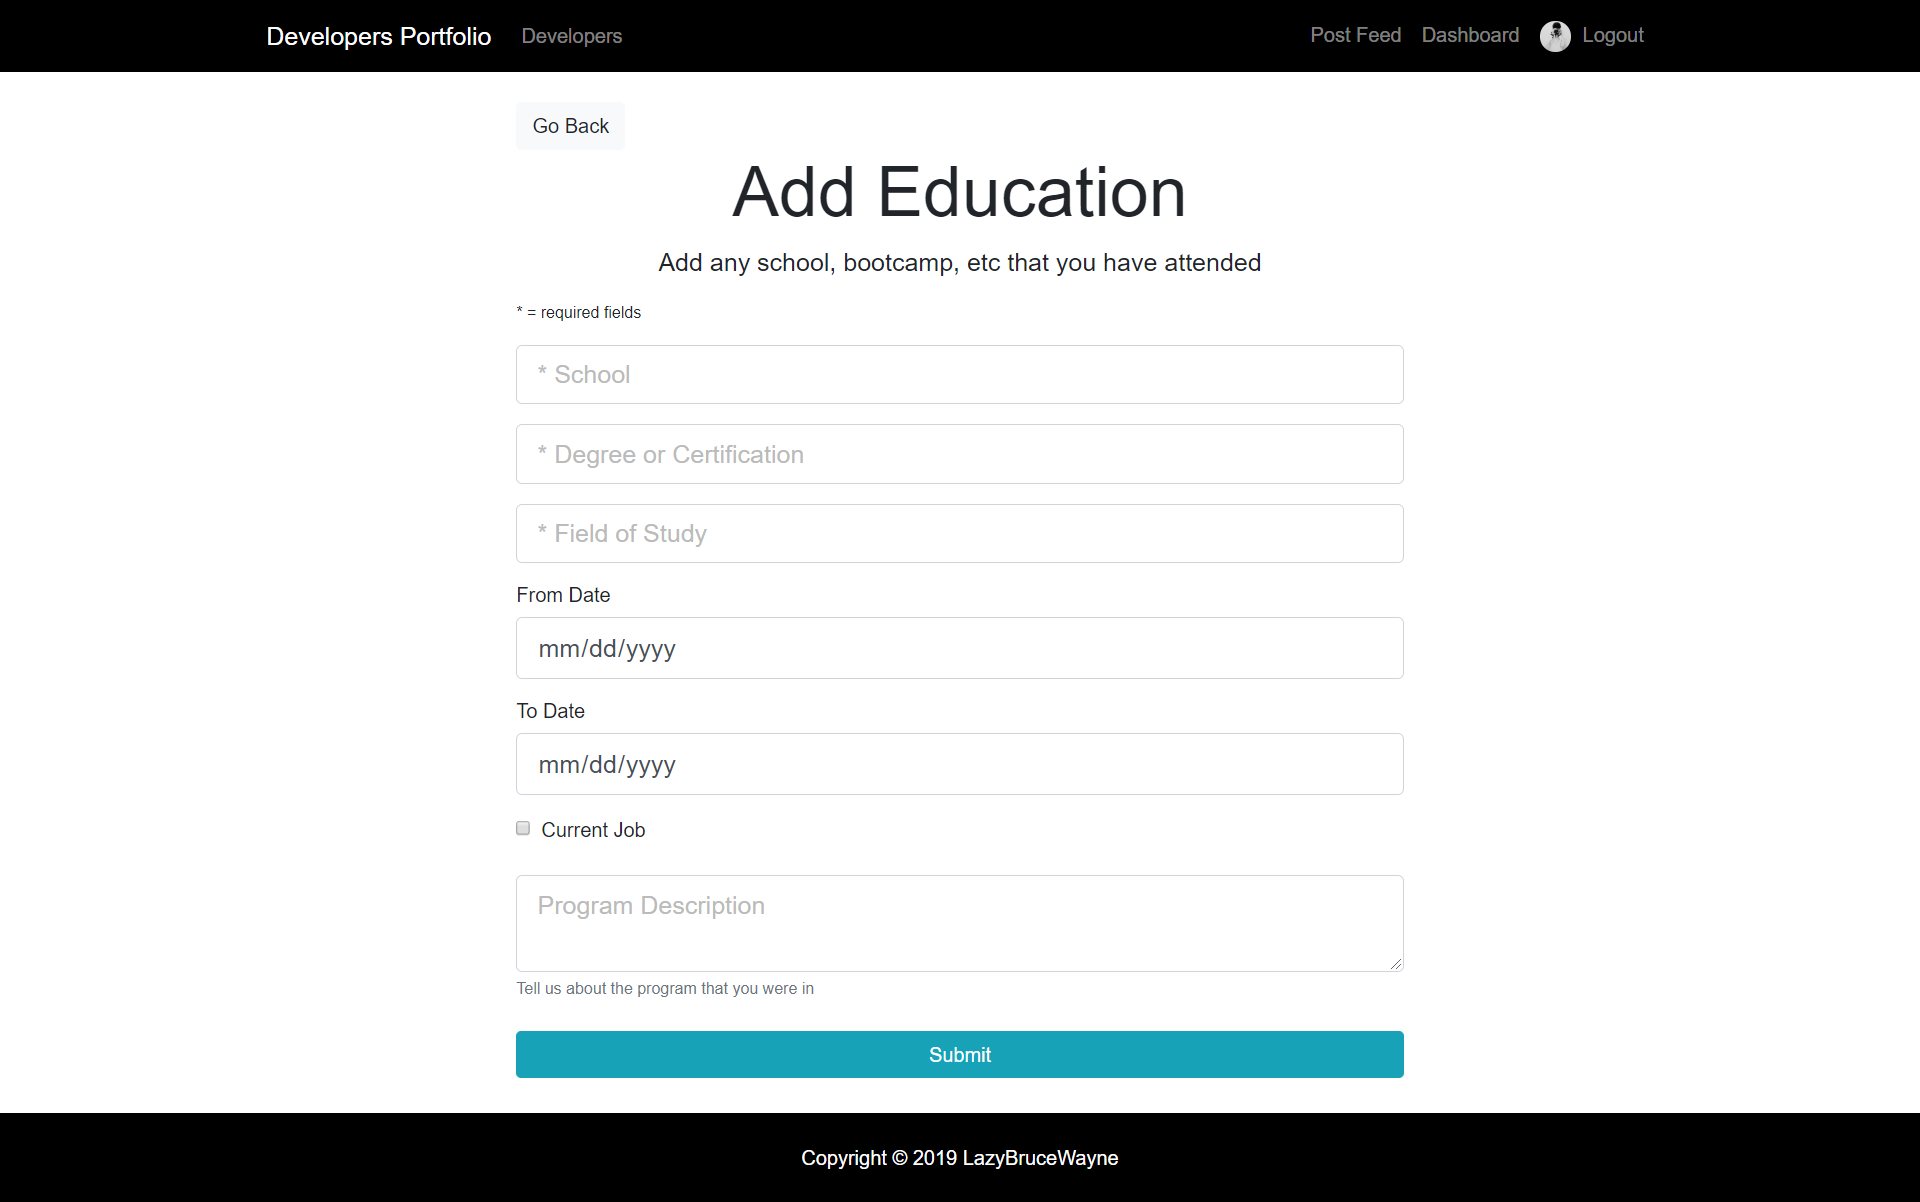 Developers Portfolio Developers Post Feed Dashboard Logout
Go Back
Add Education
Add any school, bootcamp, etc that you have attended
* = required fields
* School
* Degree or Certification
* Field of Study
From Date
mm/dd/yyyy
To Date
mm/dd/yyyy
Current Job
Program Description
Tell us about the program that you were in
Submit
Copyright © 2019 LazyBruceWayne